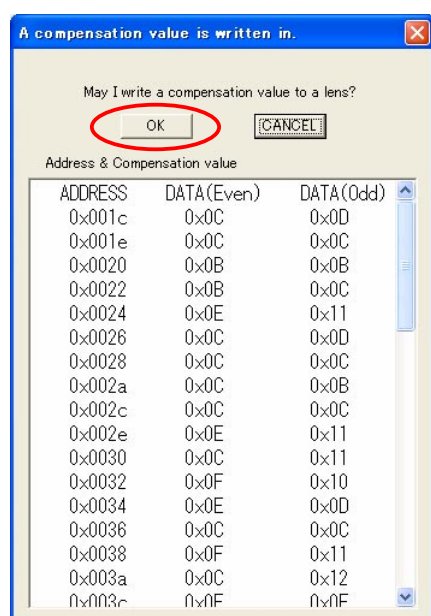 A compensation value is written in.
May I write a compensation value to a lens?
OK CANCEL
Address & Compensation value
ADDRESS DATA(Even) DATA(Odd)
0x001c 0x0C 0x0D
0x001e 0x0C 0x0C
0x0020 0x0B 0x0B
0x0022 0x0B 0x0C
0x0024 0x0E 0x11
0x0026 0x0C 0x0D
0x0028 0x0C 0x0C
0x002a 0x0C 0x0B
0x002c 0x0C 0x0C
0x002e 0x0E 0x11
0x0030 0x0C 0x11
0x0032 0x0F 0x10
0x0034 0x0E 0x0D
0x0036 0x0C 0x0C
0x0038 0x0F 0x11
0x003a 0x0C 0x12
0x003c